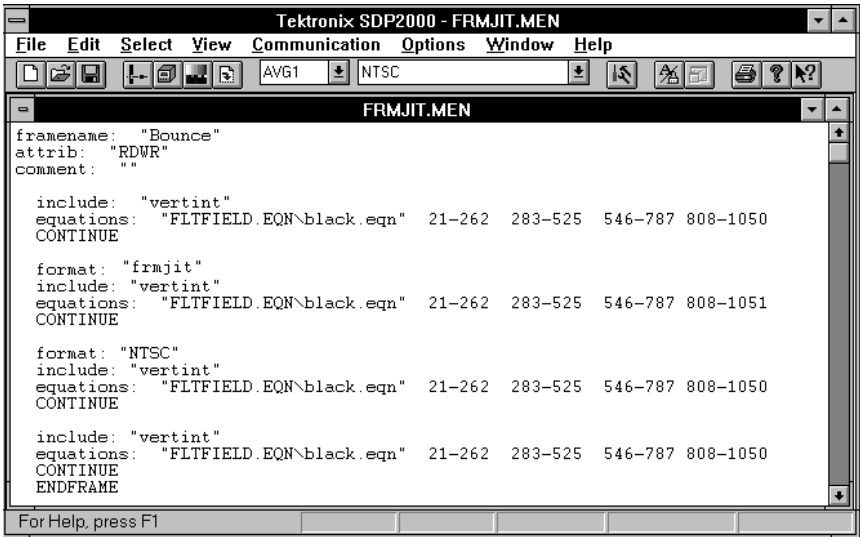 Tektronix SDP2000 - FRMJIT.MEN
File Edit Select View Communication Options Window Help
AVG1 NTSC
FRMJIT.MEN
framename: "Bounce"
attrib: "RDWR"
comment: ""
include: "vertint"
equations: "FLTFIELD.EQN\black.eqn" 21-262 283-525 546-787 808-1050
CONTINUE
format: "frmjit"
include: "vertint"
equations: "FLTFIELD.EQN\black.eqn" 21-262 283-525 546-787 808-1051
CONTINUE
format: "NTSC"
include: "vertint"
equations: "FLTFIELD.EQN\black.eqn" 21-262 283-525 546-787 808-1050
CONTINUE
include: "vertint"
equations: "FLTFIELD.EQN\black.eqn" 21-262 283-525 546-787 808-1050
CONTINUE
ENDFRAME
For Help, press F1